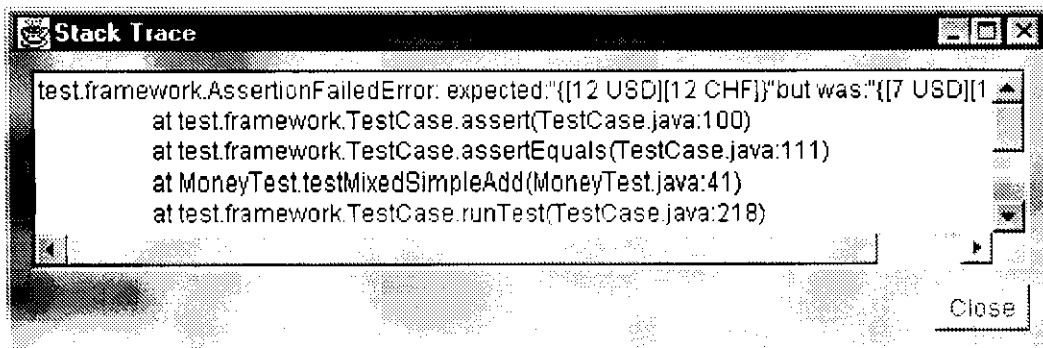 Stack Trace
test.framework.AssertionFailedError: expected:"{[12 USD][12 CHF]}"but was:"{[7 USD][1
at test.framework.TestCase.assert(TestCase.java:100)
at test.framework.TestCase.assertEquals(TestCase.java:111)
at MoneyTest.testMixedSimpleAdd(MoneyTest.java:41)
at test.framework.TestCase.runTest(TestCase.java:218)
Close